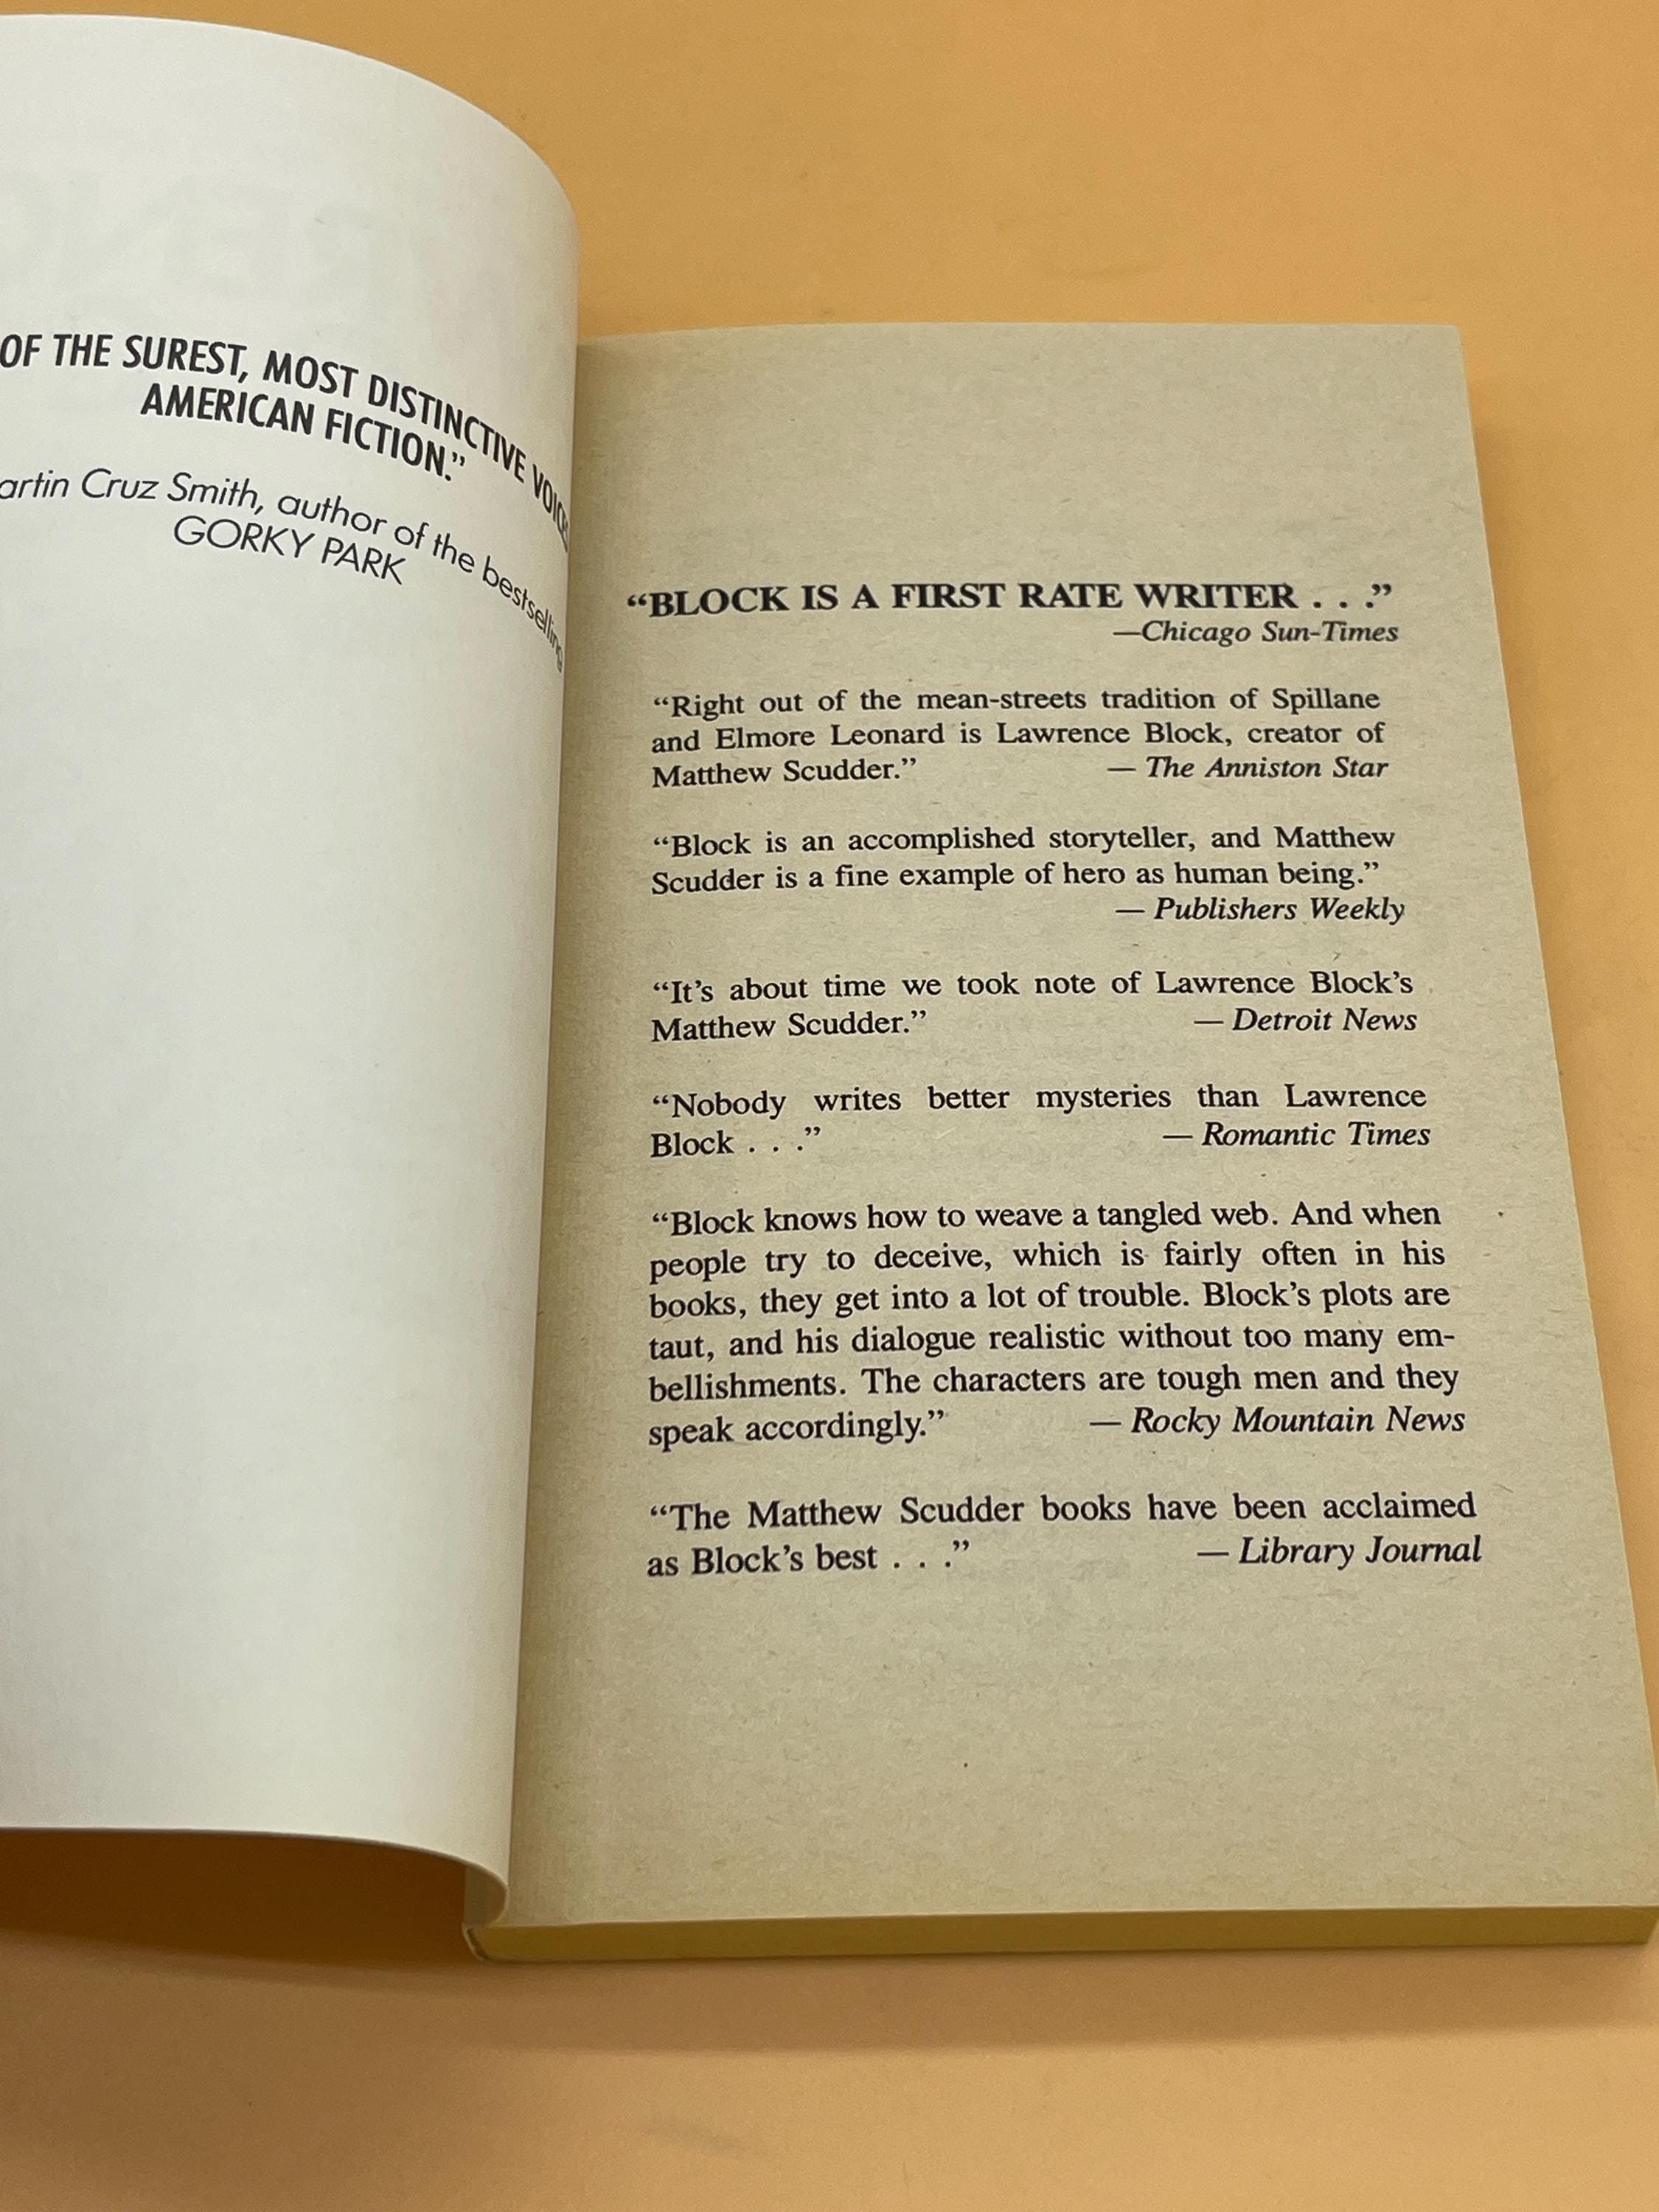 OF THE SUREST, MOST DISTINCTIVE
AMERICAN FICTION.”
Cruz Smith, author of the bestselling
GORKY PARK
“BLOCK IS A FIRST RATE WRITER . . .”
—Chicago Sun-Times
“Right out of the mean-streets tradition of Spillane
and Elmore Leonard is Lawrence Block, creator of
Matthew Scudder.” — The Anniston Star
“Block is an accomplished storyteller, and Matthew
Scudder is a fine example of hero as human being.”
— Publishers Weekly
“It’s about time we took note of Lawrence Block’s
Matthew Scudder.” — Detroit News
“Nobody writes better mysteries than Lawrence
Block . . .” — Romantic Times
“Block knows how to weave a tangled web. And when
people try to deceive, which is fairly often in his
books, they get into a lot of trouble. Block’s plots are
taut, and his dialogue realistic without too many em-
bellishments. The characters are tough men and they
speak accordingly.” — Rocky Mountain News
“The Matthew Scudder books have been acclaimed
as Block’s best . . .” — Library Journal